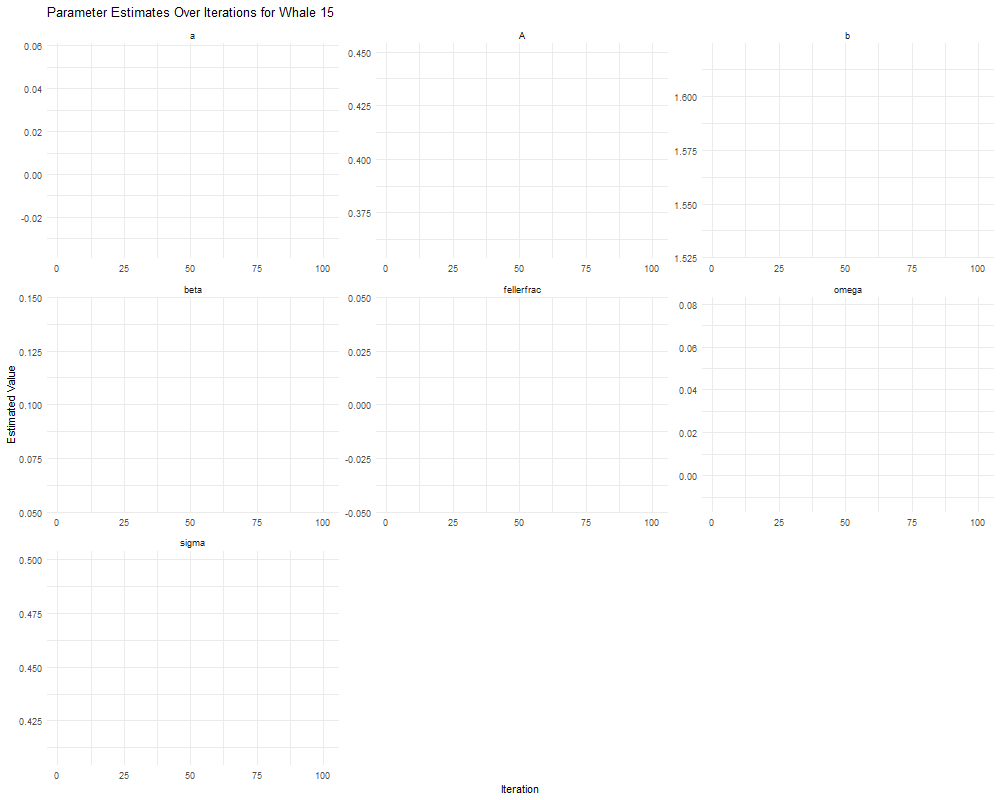 Parameter Estimates Over Iterations for Whale 15
a
0.06
0.04
0.02
0.00
-0.02
0 25 50 75 100
A
0.450
0.425
0.400
0.375
0 25 50 75 100
b
1.600
1.575
1.550
1.525
0 25 50 75 100
beta
0.150
0.125
0.100
0.075
0.050
0 25 50 75 100
fellerfrac
0.050
0.025
0.000
-0.025
-0.050
0 25 50 75 100
omega
0.08
0.06
0.04
0.02
0.00
0 25 50 75 100
sigma
0.500
0.475
0.450
0.425
0 25 50 75 100
Estimated Value
Iteration